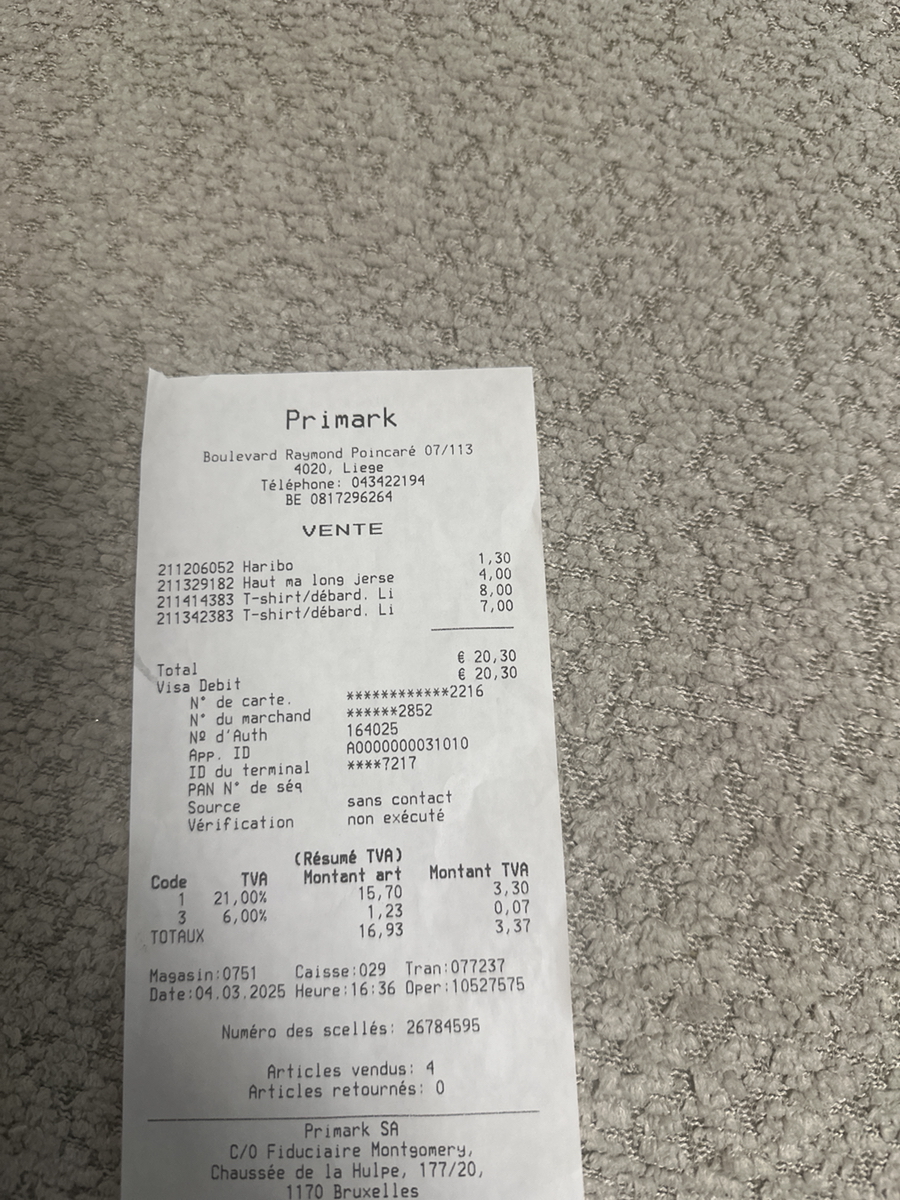 Primark
Boulevard Raymond Poincaré 07/113
4020, Liege
Téléphone: 043422194
BE 0817296264
VENTE
211206052 Haribo 1,30
211329182 Haut ma long jerse 4,00
211414383 T-shirt/débard. Li 8,00
211342383 T-shirt/débard. Li 7,00
Total € 20,30
Visa Debit € 20,30
N° de carte. ************2216
N° du marchand ******2852
Nº d'Auth 164025
App. ID A0000000031010
ID du terminal ****7217
PAN N° de séq
Source sans contact
Vérification non exécuté
(Résumé TVA)
Code TVA Montant art Montant TVA
1 21,00% 15,70 3,30
3 6,00% 1,23 0,07
TOTAUX 16,93 3,37
Magasin:0751 Caisse:029 Tran:077237
Date:04.03.2025 Heure:16:36 Oper:10527575
Numéro des scellés: 26784595
Articles vendus: 4
Articles retournés: 0
Primark SA
C/O Fiduciaire Montgomery,
Chaussée de la Hulpe, 177/20,
1170 Bruxelles